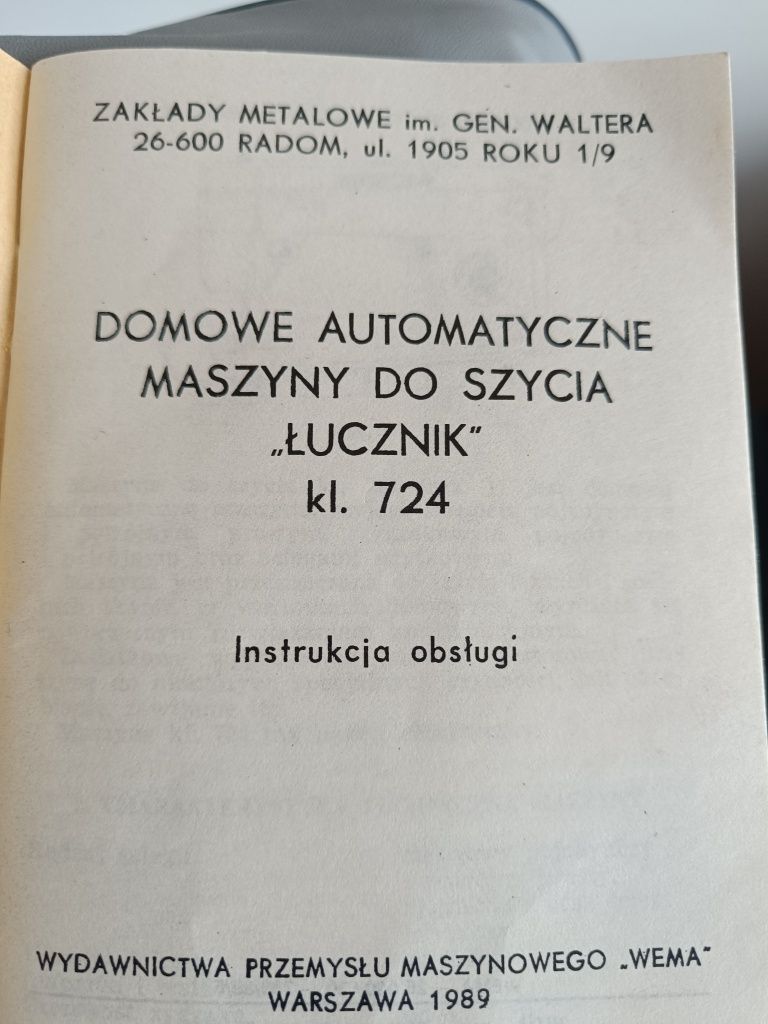 ZAKŁADY METALOWE im. GEN. WALTERA
26-600 RADOM, ul. 1905 ROKU 1/9
DOMOWE AUTOMATYCZNE
MASZYNY DO SZYCIA
„ŁUCZNIK”
kl. 724
Instrukcja obsługi
WYDAWNICTWA PRZEMYSŁU MASZYNOWEGO „WEMA”
WARSZAWA 1989